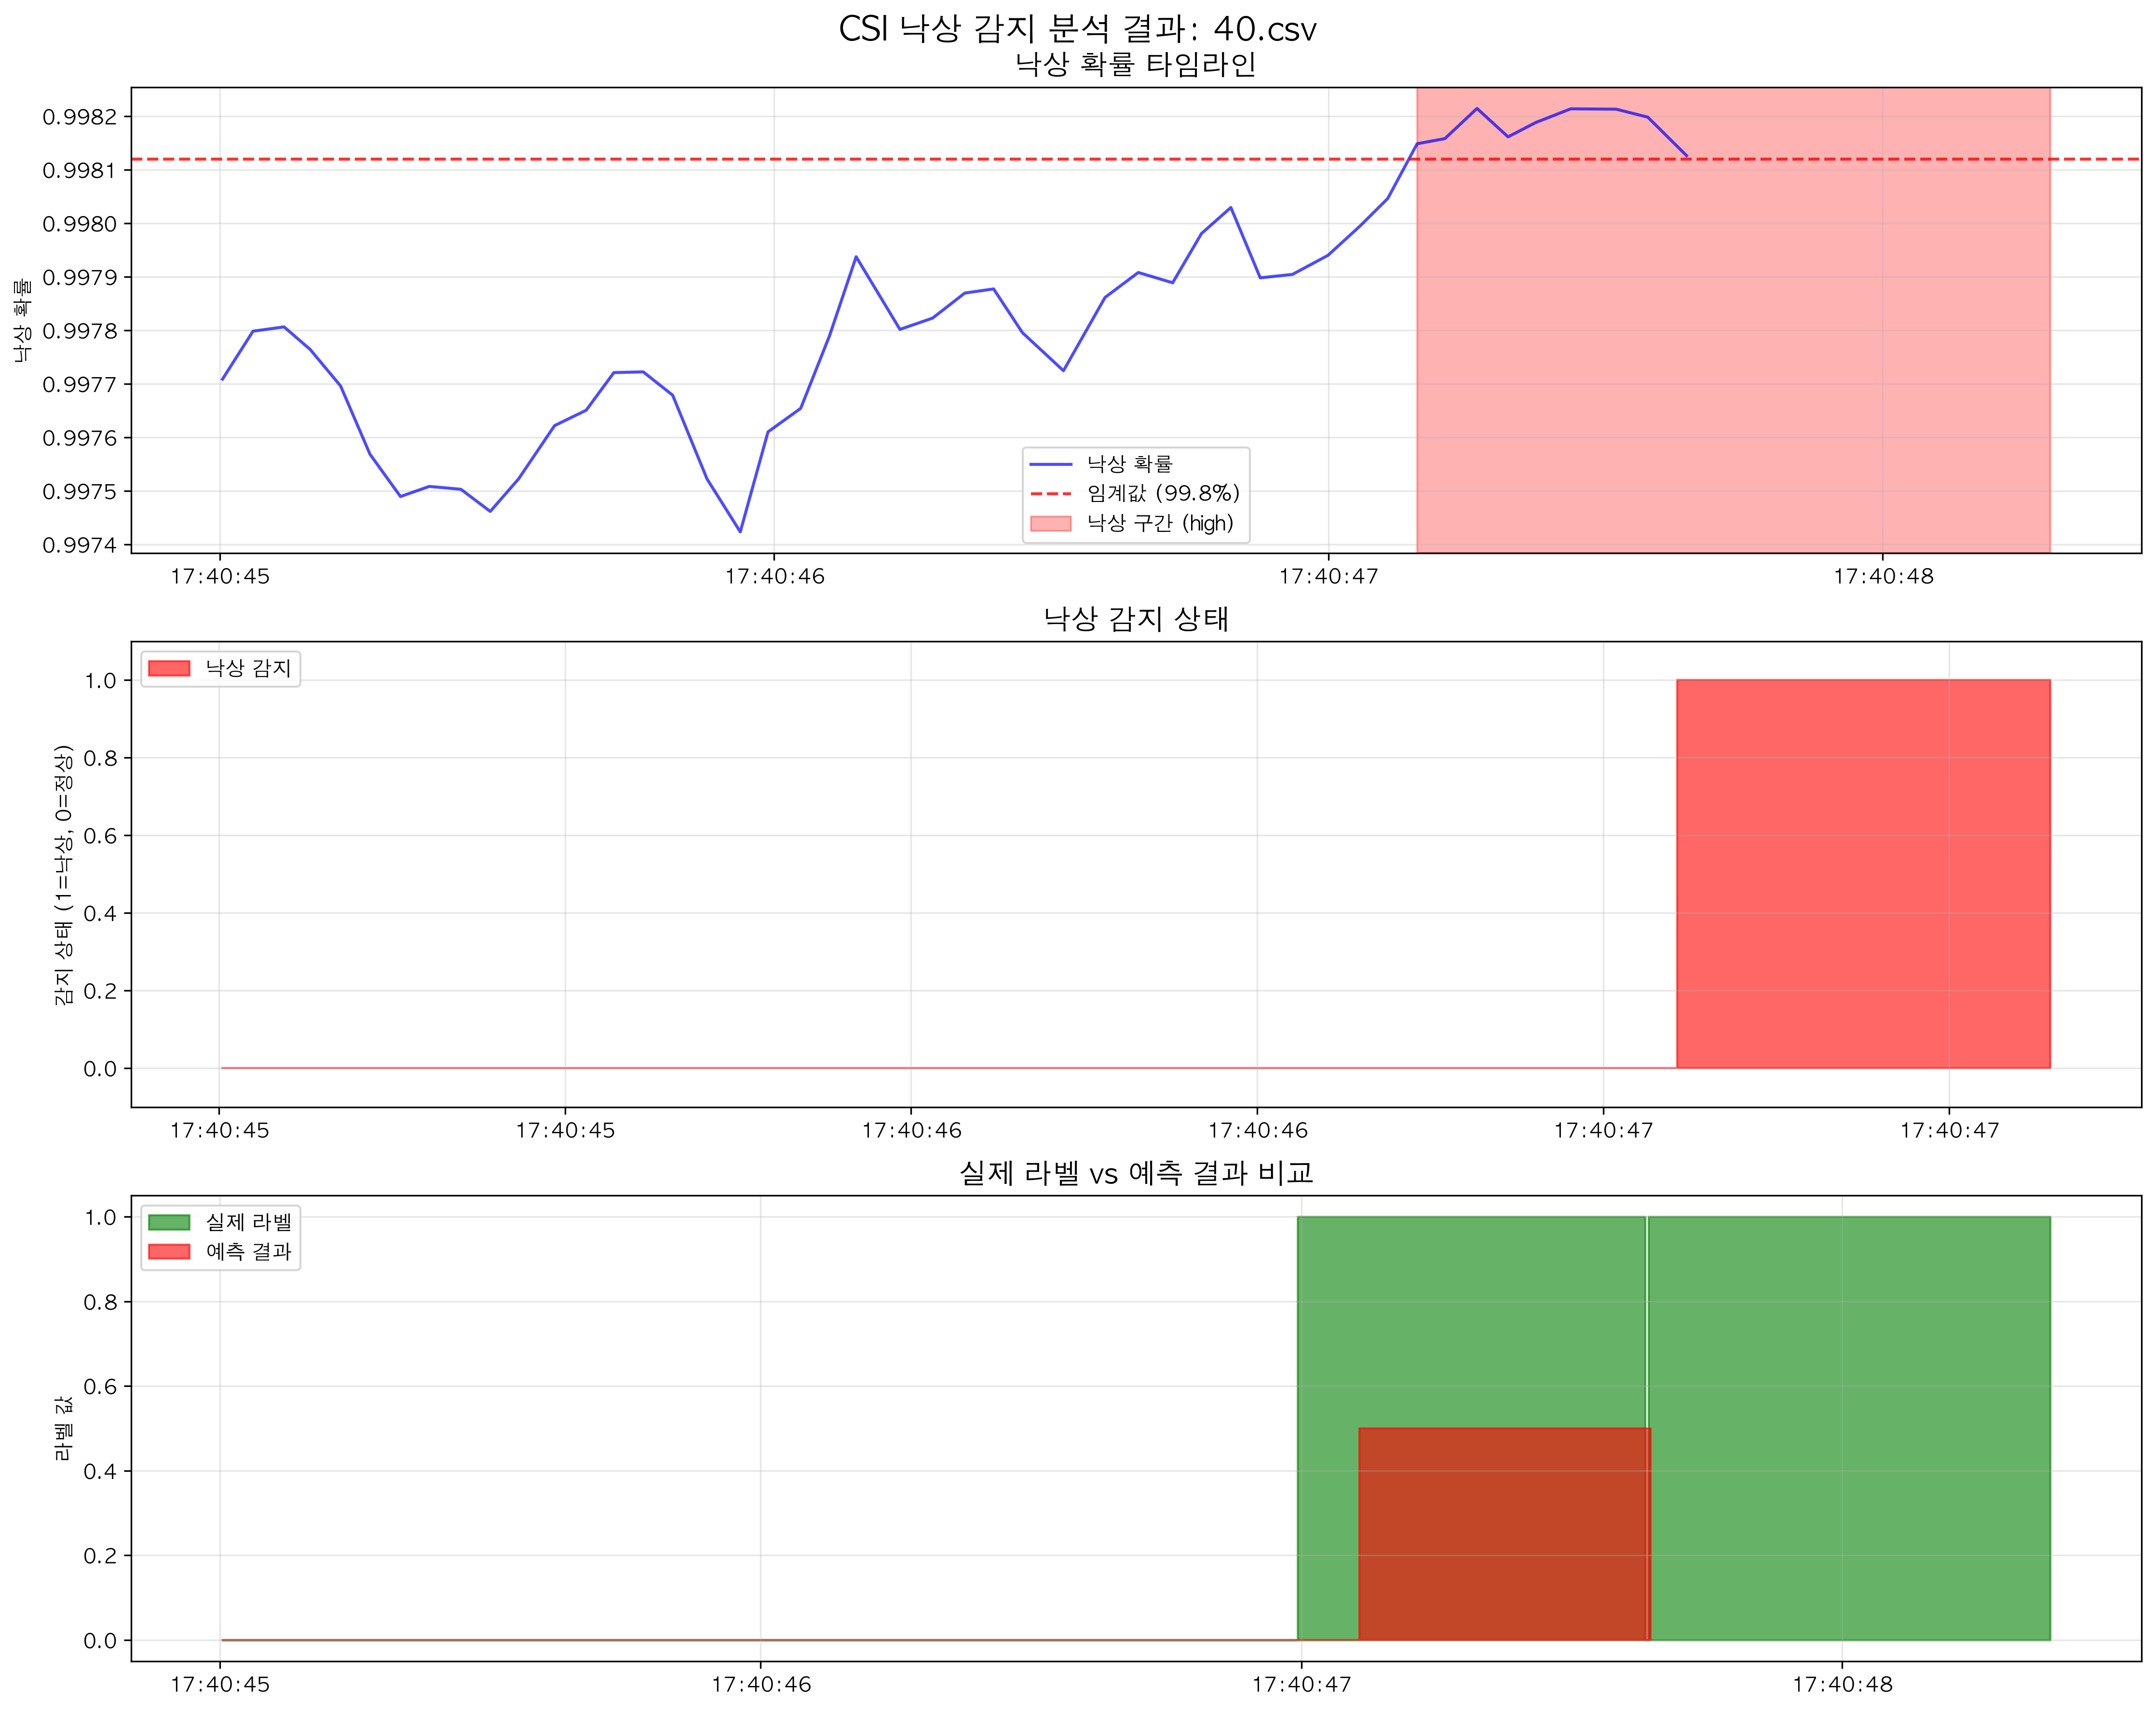 CSI 낙상 감지 분석 결과: 40.csv
낙상 확률 타임라인
낙상 확률
0.9982
0.9981
0.9980
0.9979
0.9978
0.9977
0.9976
0.9975
0.9974
낙상 확률
임계값 (99.8%)
낙상 구간 (high)
17:40:45 17:40:46 17:40:47 17:40:48
낙상 감지 상태
감지 상태 (1=낙상, 0=정상)
낙상 감지
1.0
0.8
0.6
0.4
0.2
0.0
17:40:45 17:40:45 17:40:46 17:40:46 17:40:47 17:40:47
실제 라벨 vs 예측 결과 비교
라벨 값
실제 라벨
예측 결과
1.0
0.8
0.6
0.4
0.2
0.0
17:40:45 17:40:46 17:40:47 17:40:48